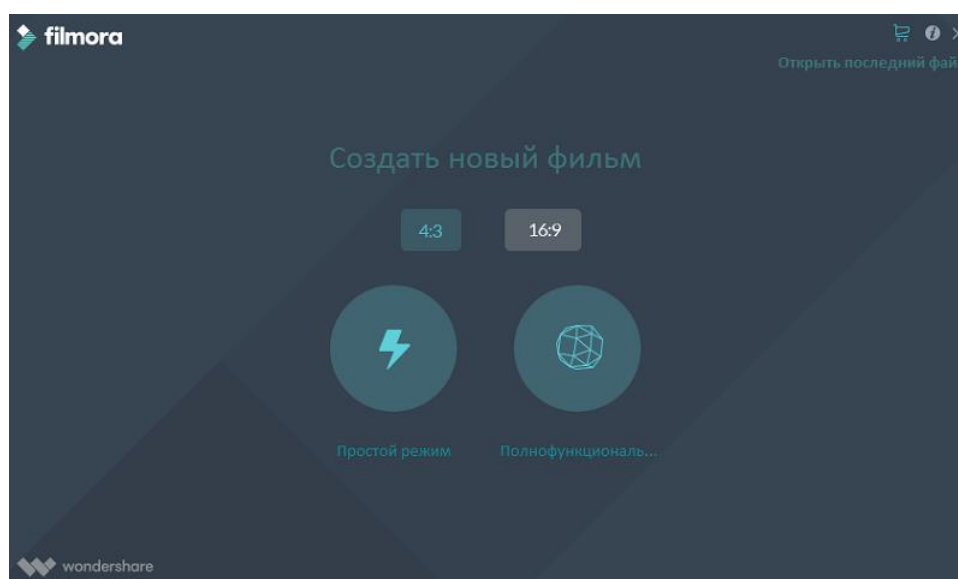 filmora
Открыть последний фай
Создать новый фильм
4:3
16:9
Простой режим
Полнофункциональ...
wondershare